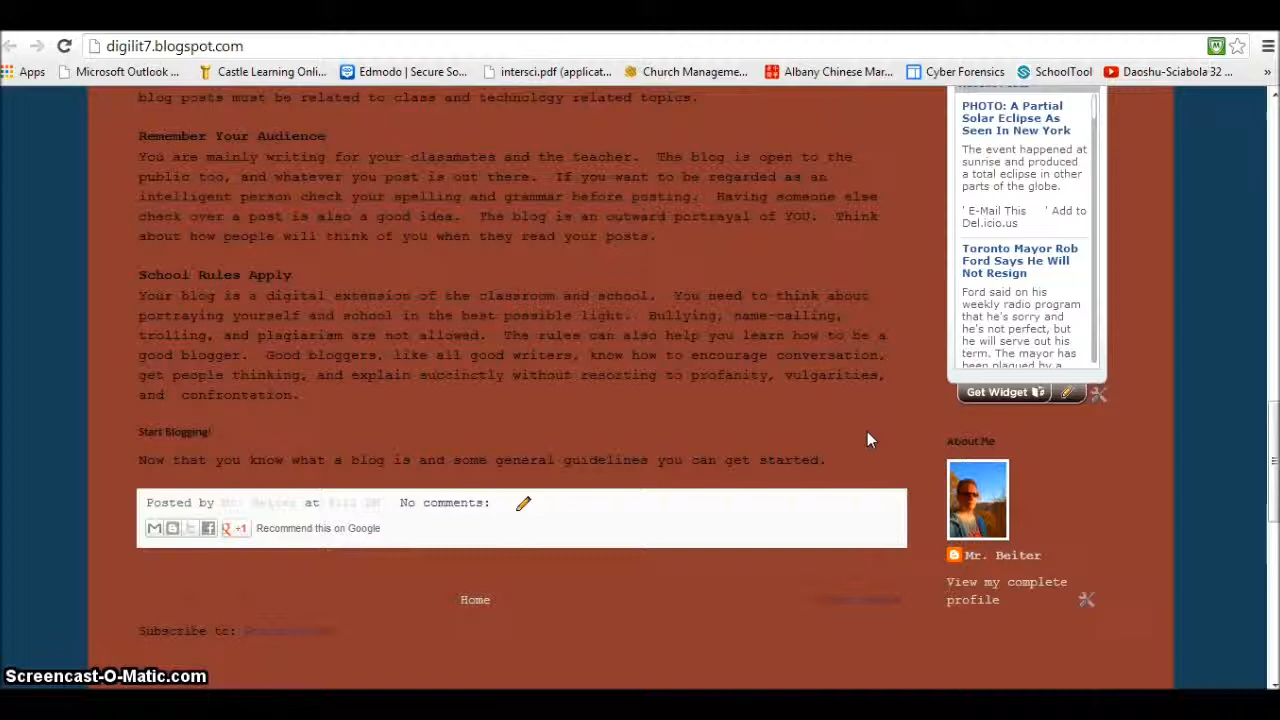 digilit7.blogspot.com
Apps
Microsoft Outlook ...
Castle Learning Onli...
Edmodo | Secure So...
intersci.pdf (applicat...
Church Manageme...
Albany Chinese Mar...
Cyber Forensics
SchoolTool
Daoshu-Sciabola 32 ...
»
blog posts must be related to class and technology related topics.
Remember Your Audience
You are mainly writing for your classmates and the teacher. The blog is open to the
public too, and whatever you post is out there. If you want to be regarded as an
intelligent person check your spelling and grammar before posting. Having someone else
check over a post is also a good idea. The blog is an outward portrayal of YOU. Think
about how people will think of you when they read your posts.
School Rules Apply
Your blog is a digital extension of the classroom and school. You need to think about
portraying yourself and school in the best possible light. Bullying, name-calling,
trolling, and plagiarism are not allowed. The rules can also help you learn how to be a
good blogger. Good bloggers, like all good writers, know how to encourage conversation,
get people thinking, and explain succinctly without resorting to profanity, vulgarities,
and confrontation.
Start Blogging!
Now that you know what a blog is and some general guidelines you can get started.
Posted by Mr. Beiter at No comments:
+1 Recommend this on Google
Home
Subscribe to:
PHOTO: A Partial
Solar Eclipse As
Seen In New York
The event happened at
sunrise and produced
a total eclipse in other
parts of the globe.
' E-Mail This ' Add to
Del.icio.us
Toronto Mayor Rob
Ford Says He Will
Not Resign
Ford said on his
weekly radio program
that he's sorry and
he's not perfect, but
he will serve out his
term. The mayor has
been plagued by a
Get Widget
About Me
Mr. Beiter
View my complete
profile
Screencast-O-Matic.com